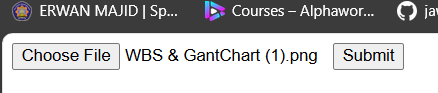 ERWAN MAJID | Sp... Courses – Alphawor... jav
Choose File WBS & GantChart (1).png Submit